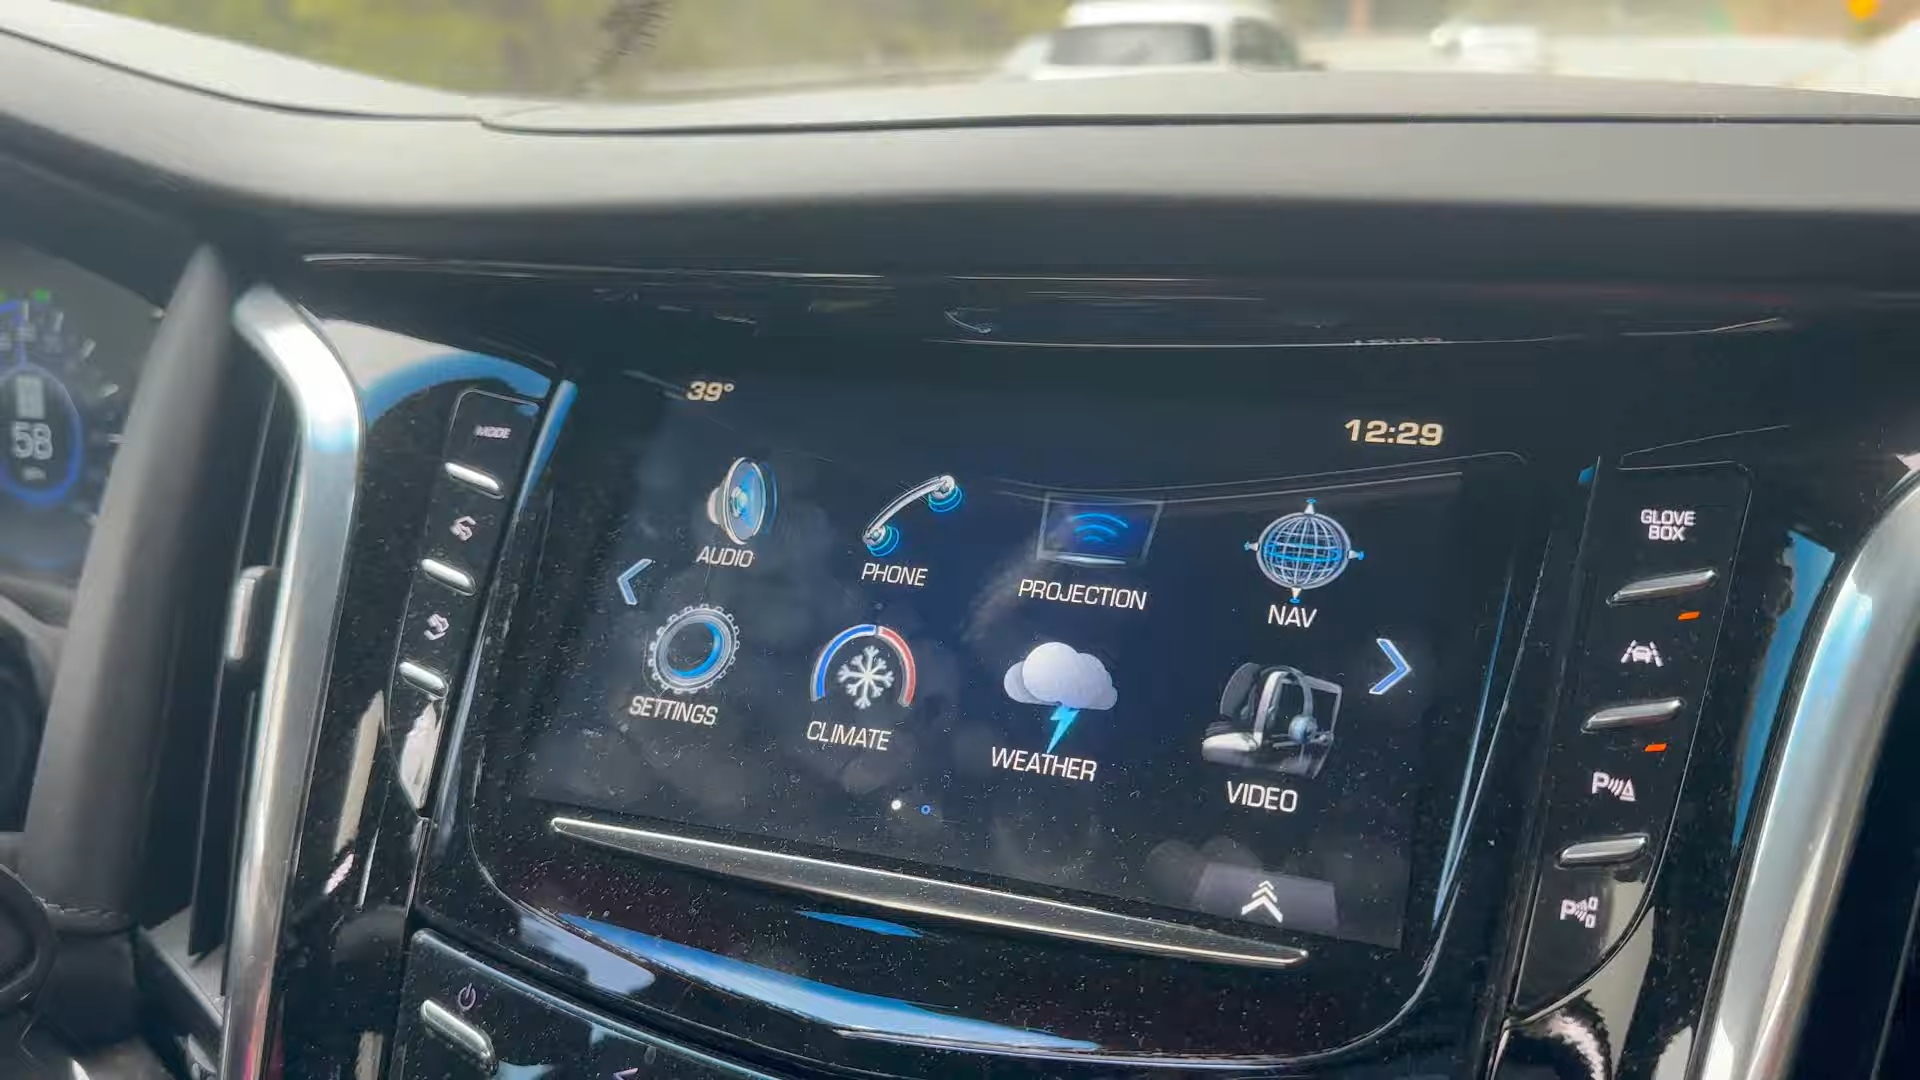 39°
12:29
MODE
AUDIO
PHONE
PROJECTION
NAV
SETTINGS
CLIMATE
WEATHER
VIDEO
GLOVE
BOX
P
P
58